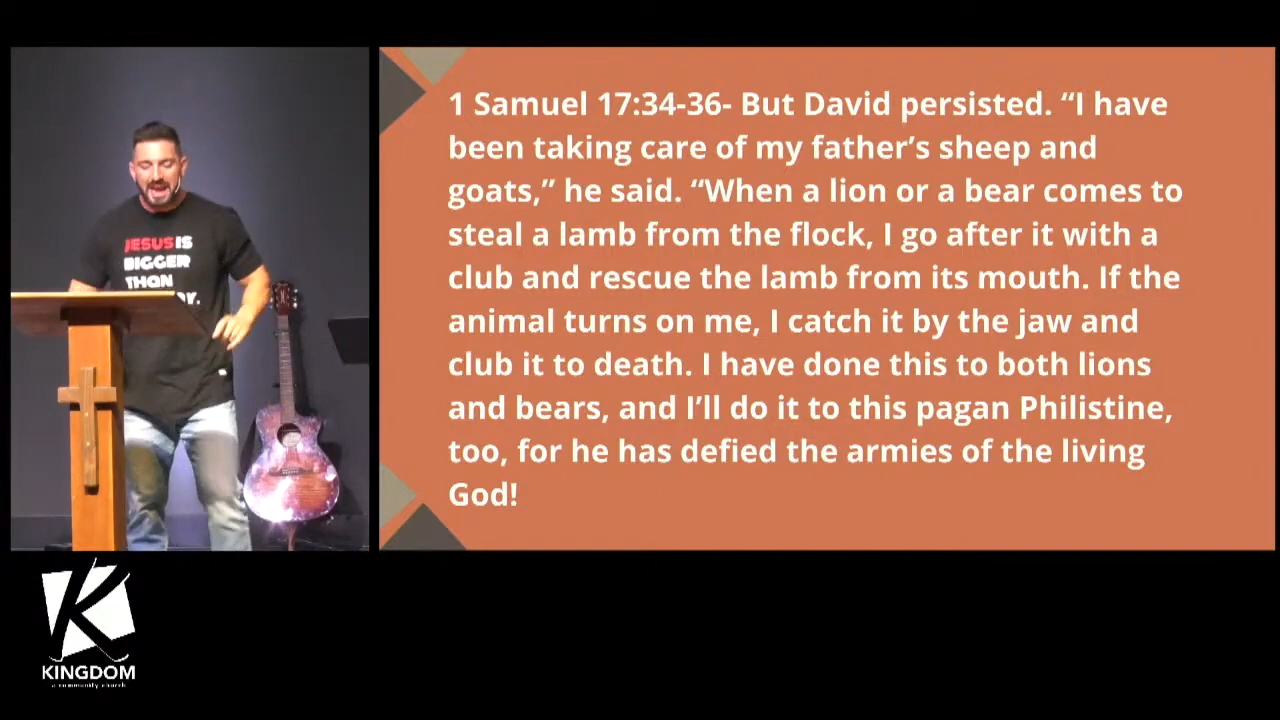 JESUS IS
BIGGER
THAN
1 Samuel 17:34-36- But David persisted. “I have
been taking care of my father’s sheep and
goats,” he said. “When a lion or a bear comes to
steal a lamb from the flock, I go after it with a
club and rescue the lamb from its mouth. If the
animal turns on me, I catch it by the jaw and
club it to death. I have done this to both lions
and bears, and I’ll do it to this pagan Philistine,
too, for he has defied the armies of the living
God!
K
KINGDOM
a community church